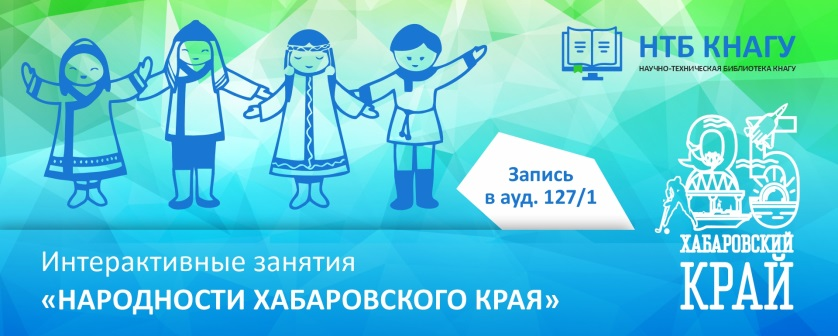 НТБ КНАГУ
НАУЧНО-ТЕХНИЧЕСКАЯ БИБЛИОТЕКА КНАГУ
Запись
в ауд. 127/1
85
ХАБАРОВСКИЙ
КРАЙ
Интерактивные занятия
«НАРОДНОСТИ ХАБАРОВСКОГО КРАЯ»